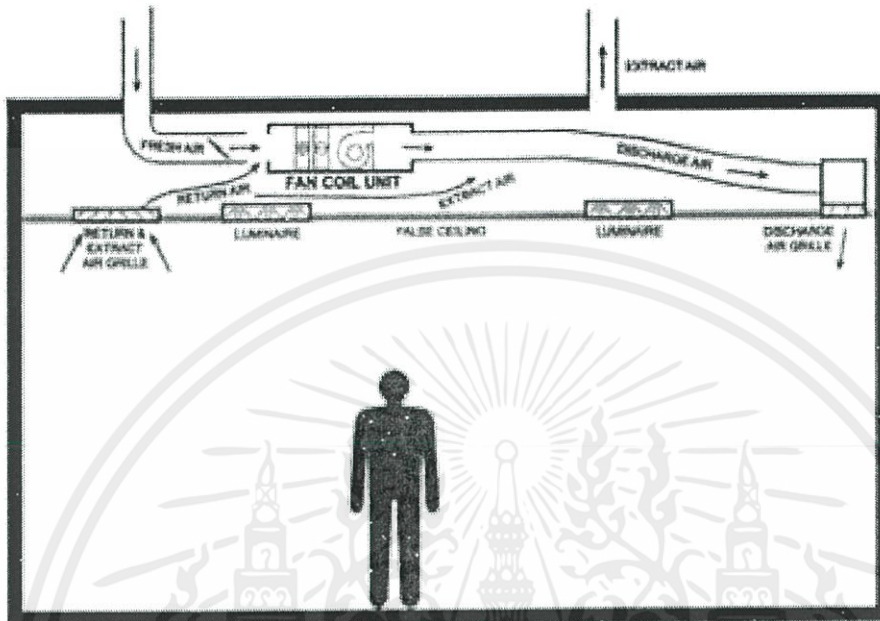 EXTRACT AIR
FRESH AIR
DISCHARGE AIR
FAN COIL UNIT
RETURN AIR
EXTRACT AIR
RETURN &
EXTRACT
AIR GRILLE
LUMINAIRE
FALSE CEILING
LUMINAIRE
DISCHARGE
AIR GRILLE